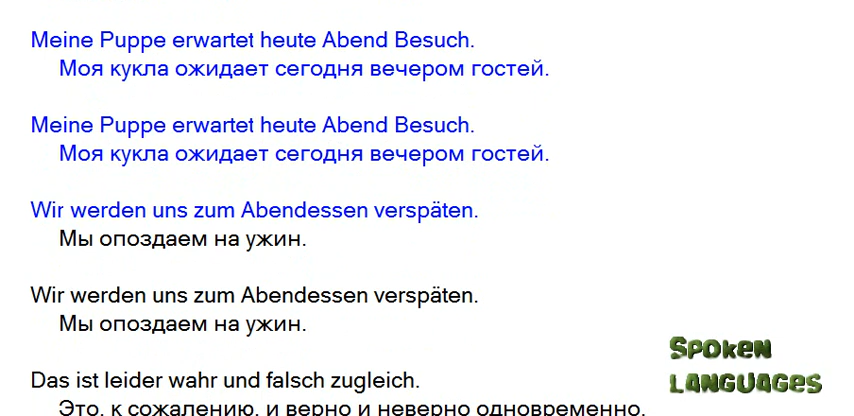 Meine Puppe erwartet heute Abend Besuch.
Моя кукла ожидает сегодня вечером гостей.
Meine Puppe erwartet heute Abend Besuch.
Моя кукла ожидает сегодня вечером гостей.
Wir werden uns zum Abendessen verspäten.
Мы опоздаем на ужин.
Wir werden uns zum Abendessen verspäten.
Мы опоздаем на ужин.
Das ist leider wahr und falsch zugleich.
Это, к сожалению, и верно и неверно одновременно.
Spoken
Languages